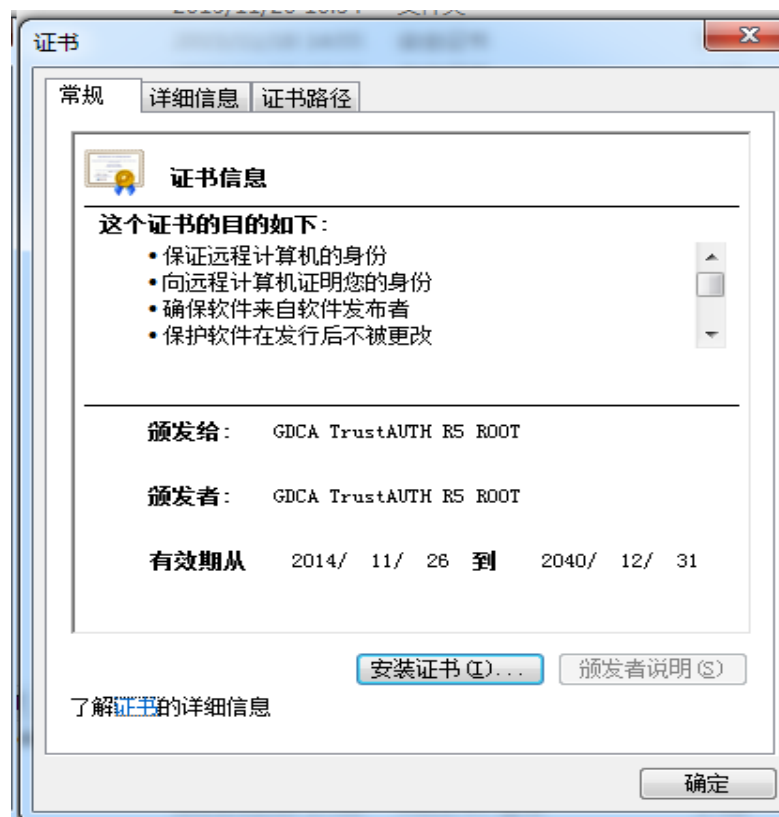 证书
常规 详细信息 证书路径
证书信息
这个证书的目的如下:
•保证远程计算机的身份
•向远程计算机证明您的身份
•确保软件来自软件发布者
•保护软件在发行后不被更改
颁发给: GDCA TrustAUTH R5 ROOT
颁发者: GDCA TrustAUTH R5 ROOT
有效期从 2014/ 11/ 26 到 2040/ 12/ 31
安装证书(I)... 颁发者说明(S)
了解证书的详细信息
确定